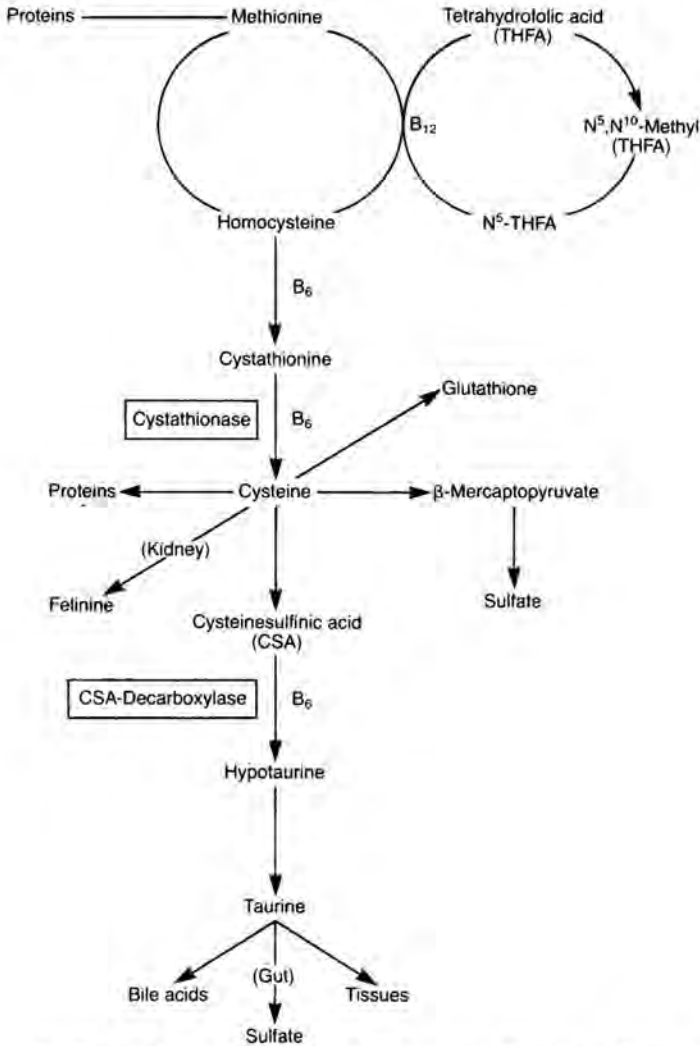 Proteins
Methionine
Tetrahydrololic acid
(THFA)
B₁₂
N⁵,N¹⁰-Methyl
(THFA)
Homocysteine
N⁵-THFA
B₆
Cystathionine
Cystathionase
B₆
Glutathione
Proteins
Cysteine
β-Mercaptopyruvate
(Kidney)
Felinine
Sulfate
Cysteinesulfinic acid
(CSA)
CSA-Decarboxylase
B₆
Hypotaurine
Taurine
(Gut)
Bile acids
Tissues
Sulfate